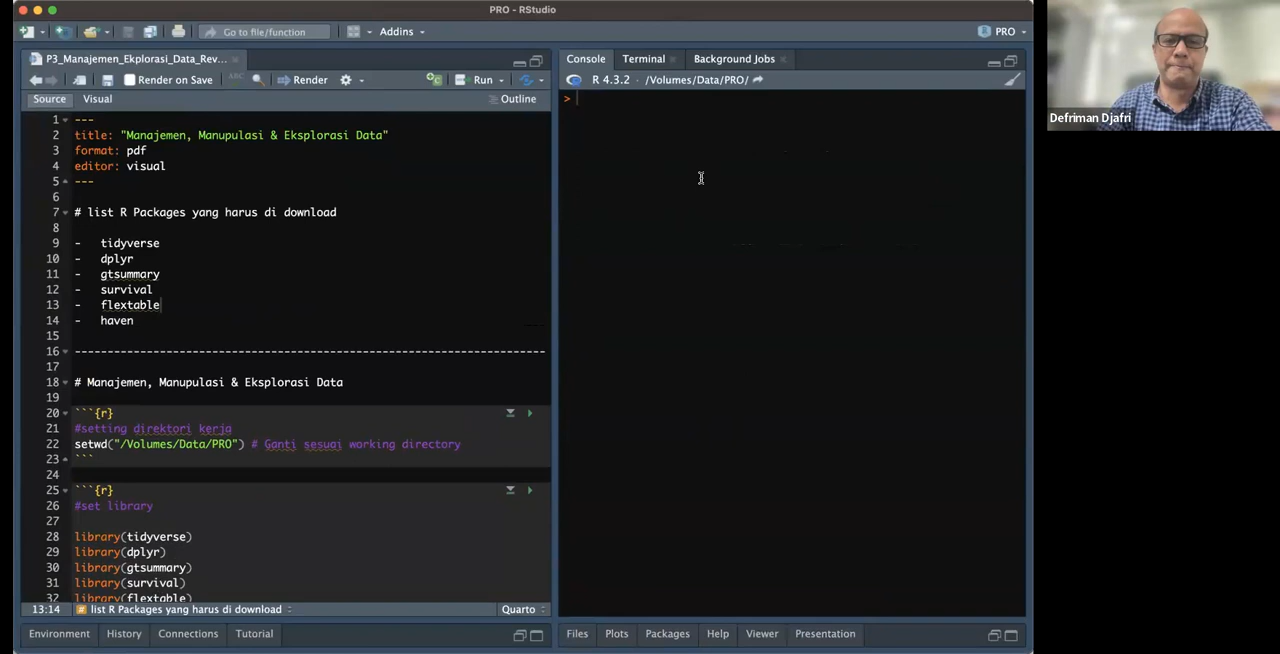 PRO - RStudio
Go to file/function
Addins
PRO
P3_Manajemen_Ekplorasi_Data_Rev...
Render on Save
ABC
Render
Run
Source
Visual
Outline
1 ---
2 title: "Manajemen, Manupulasi & Eksplorasi Data"
3 format: pdf
4 editor: visual
5 ---
6
7 # list R Packages yang harus di download
8
9 - tidyverse
10 - dplyr
11 - gtsummary
12 - survival
13 - flextable
14 - haven
15
16 -------------------------------------------------------------------------
17
18 # Manajemen, Manupulasi & Eksplorasi Data
19
20 ```{r}
21 #setting direktori kerja
22 setwd("/Volumes/Data/PRO") # Ganti sesuai working directory
23 ```
24
25 ```{r}
26 #set library
27
28 library(tidyverse)
29 library(dplyr)
30 library(gtsummary)
31 library(survival)
32 library(flextable)
13:14
# list R Packages yang harus di download
Quarto
Environment
History
Connections
Tutorial
Console
Terminal
Background Jobs
R 4.3.2 · /Volumes/Data/PRO/
>
Files
Plots
Packages
Help
Viewer
Presentation
Defriman Djafri